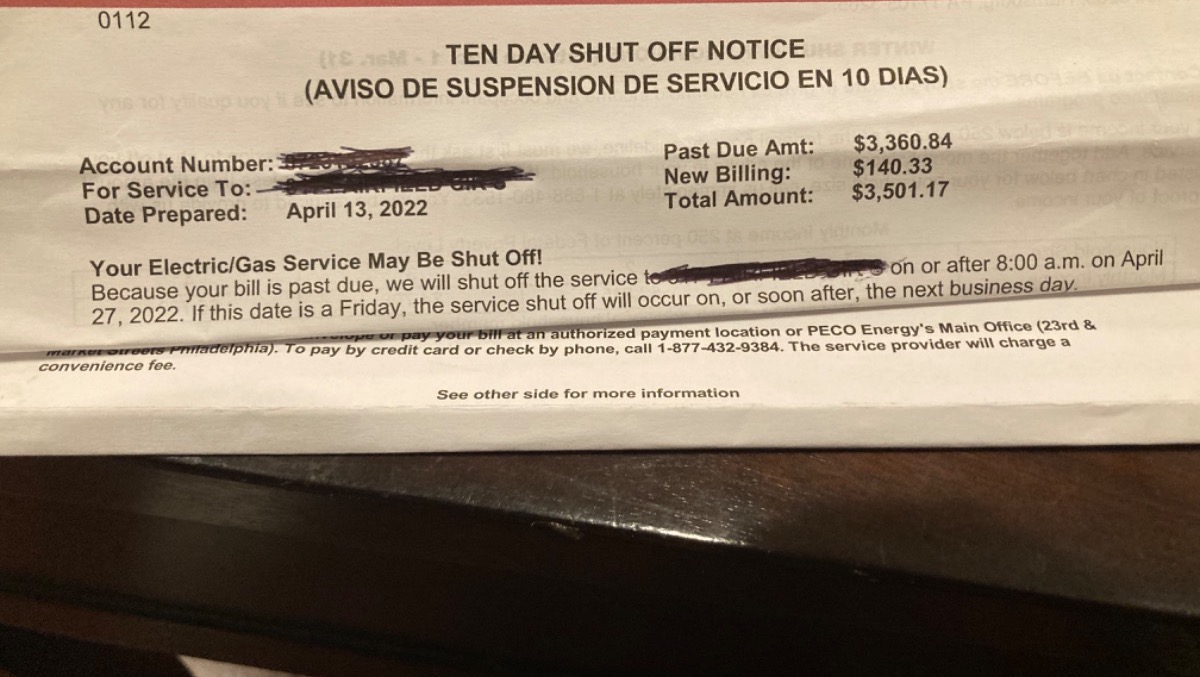 0112
TEN DAY SHUT OFF NOTICE
(AVISO DE SUSPENSION DE SERVICIO EN 10 DIAS)
Account Number:
For Service To:
Date Prepared: April 13, 2022
Past Due Amt: $3,360.84
New Billing: $140.33
Total Amount: $3,501.17
Your Electric/Gas Service May Be Shut Off!
Because your bill is past due, we will shut off the service to on or after 8:00 a.m. on April
27, 2022. If this date is a Friday, the service shut off will occur on, or soon after, the next business day.
or pay your bill at an authorized payment location or PECO Energy's Main Office (23rd &
Market Streets Philadelphia). To pay by credit card or check by phone, call 1-877-432-9384. The service provider will charge a
convenience fee.
See other side for more information